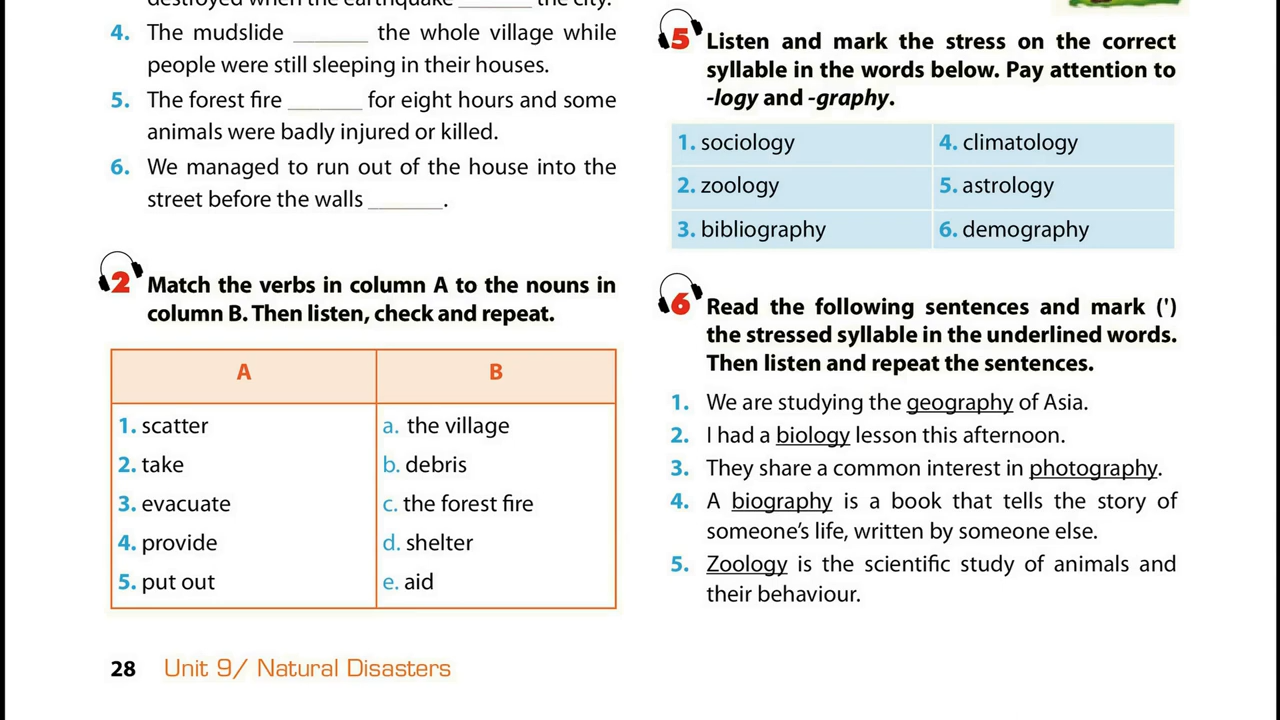 destroyed when the earthquake _______ the city.
4. The mudslide _______ the whole village while
people were still sleeping in their houses.
5. The forest fire _______ for eight hours and some
animals were badly injured or killed.
6. We managed to run out of the house into the
street before the walls _______.
2 Match the verbs in column A to the nouns in
column B. Then listen, check and repeat.
A B
1. scatter a. the village
2. take b. debris
3. evacuate c. the forest fire
4. provide d. shelter
5. put out e. aid
28 Unit 9/ Natural Disasters
5 Listen and mark the stress on the correct
syllable in the words below. Pay attention to
-logy and -graphy.
1. sociology 4. climatology
2. zoology 5. astrology
3. bibliography 6. demography
6 Read the following sentences and mark (')
the stressed syllable in the underlined words.
Then listen and repeat the sentences.
1. We are studying the geography of Asia.
2. I had a biology lesson this afternoon.
3. They share a common interest in photography.
4. A biography is a book that tells the story of
someone's life, written by someone else.
5. Zoology is the scientific study of animals and
their behaviour.